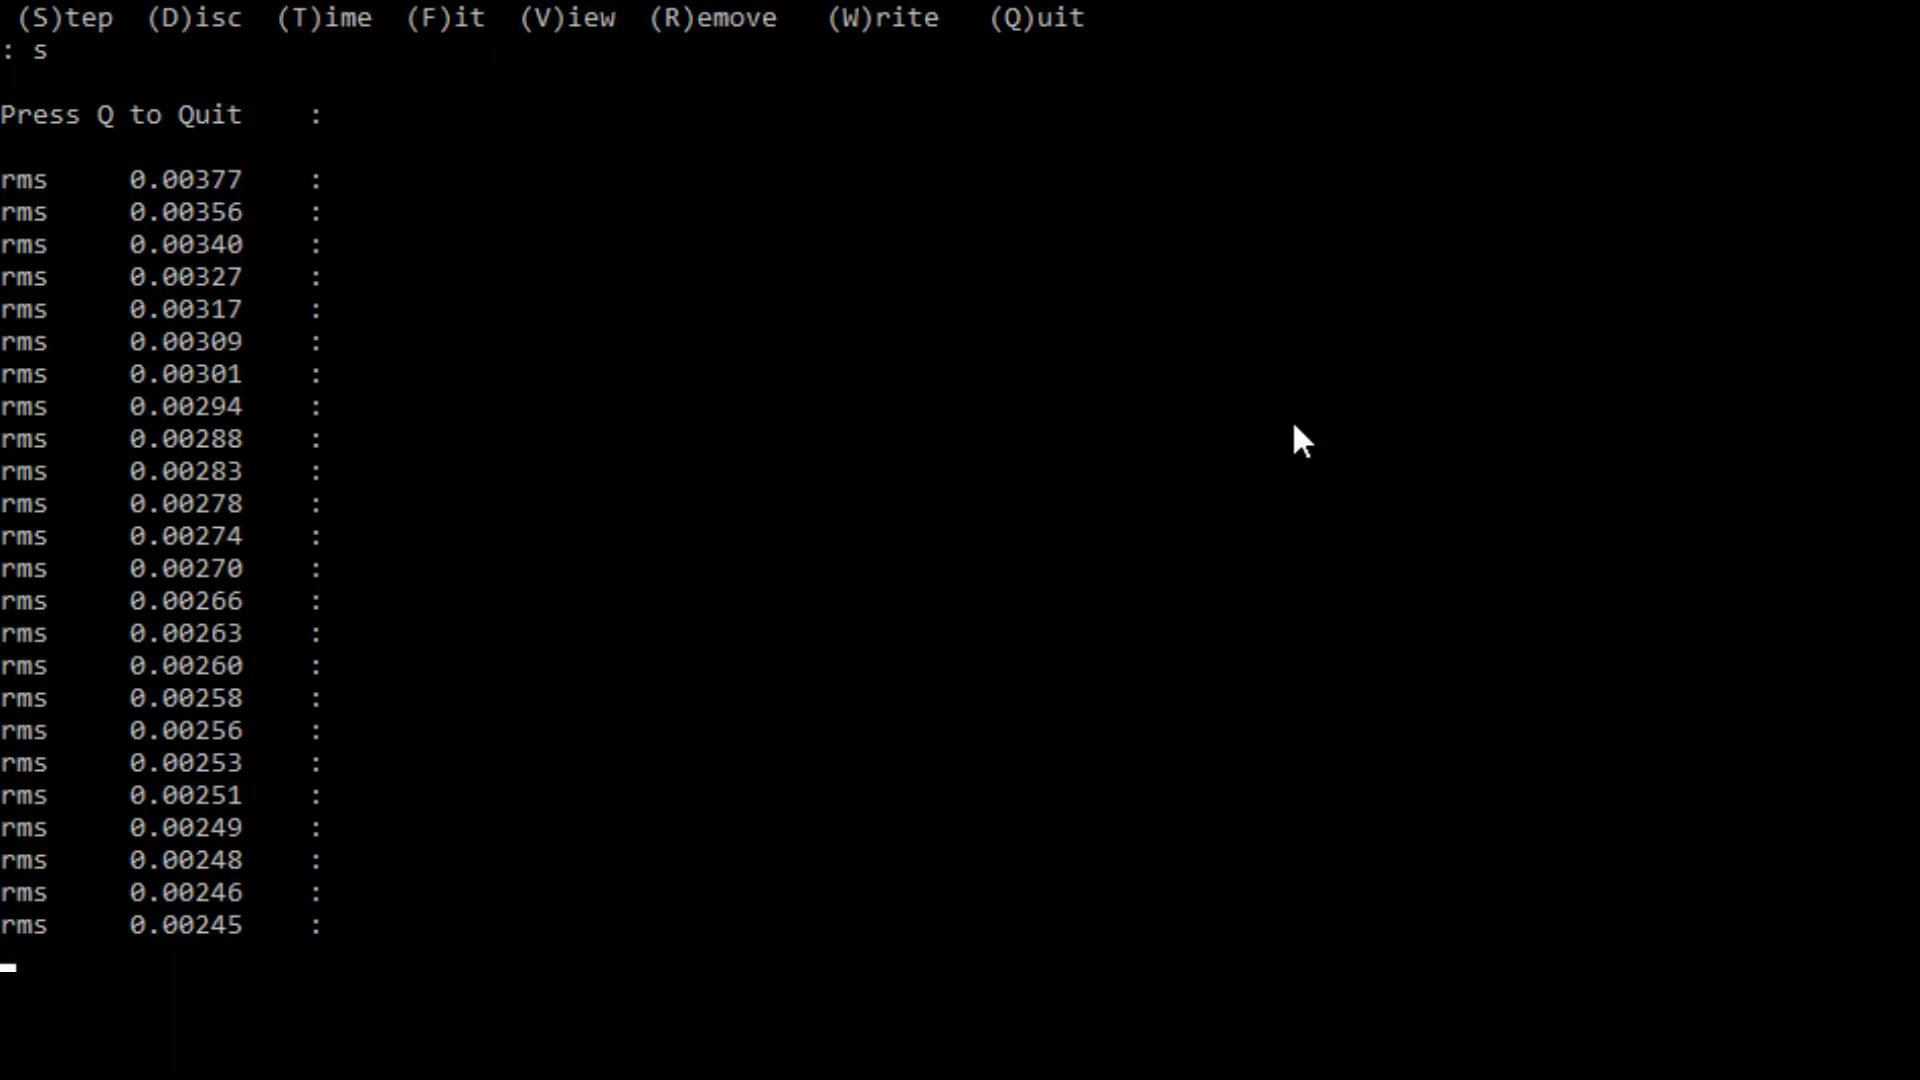 (S)tep (D)isc (T)ime (F)it (V)iew (R)emove (W)rite (Q)uit
: s
Press Q to Quit :
rms 0.00377 :
rms 0.00356 :
rms 0.00340 :
rms 0.00327 :
rms 0.00317 :
rms 0.00309 :
rms 0.00301 :
rms 0.00294 :
rms 0.00288 :
rms 0.00283 :
rms 0.00278 :
rms 0.00274 :
rms 0.00270 :
rms 0.00266 :
rms 0.00263 :
rms 0.00260 :
rms 0.00258 :
rms 0.00256 :
rms 0.00253 :
rms 0.00251 :
rms 0.00249 :
rms 0.00248 :
rms 0.00246 :
rms 0.00245 :